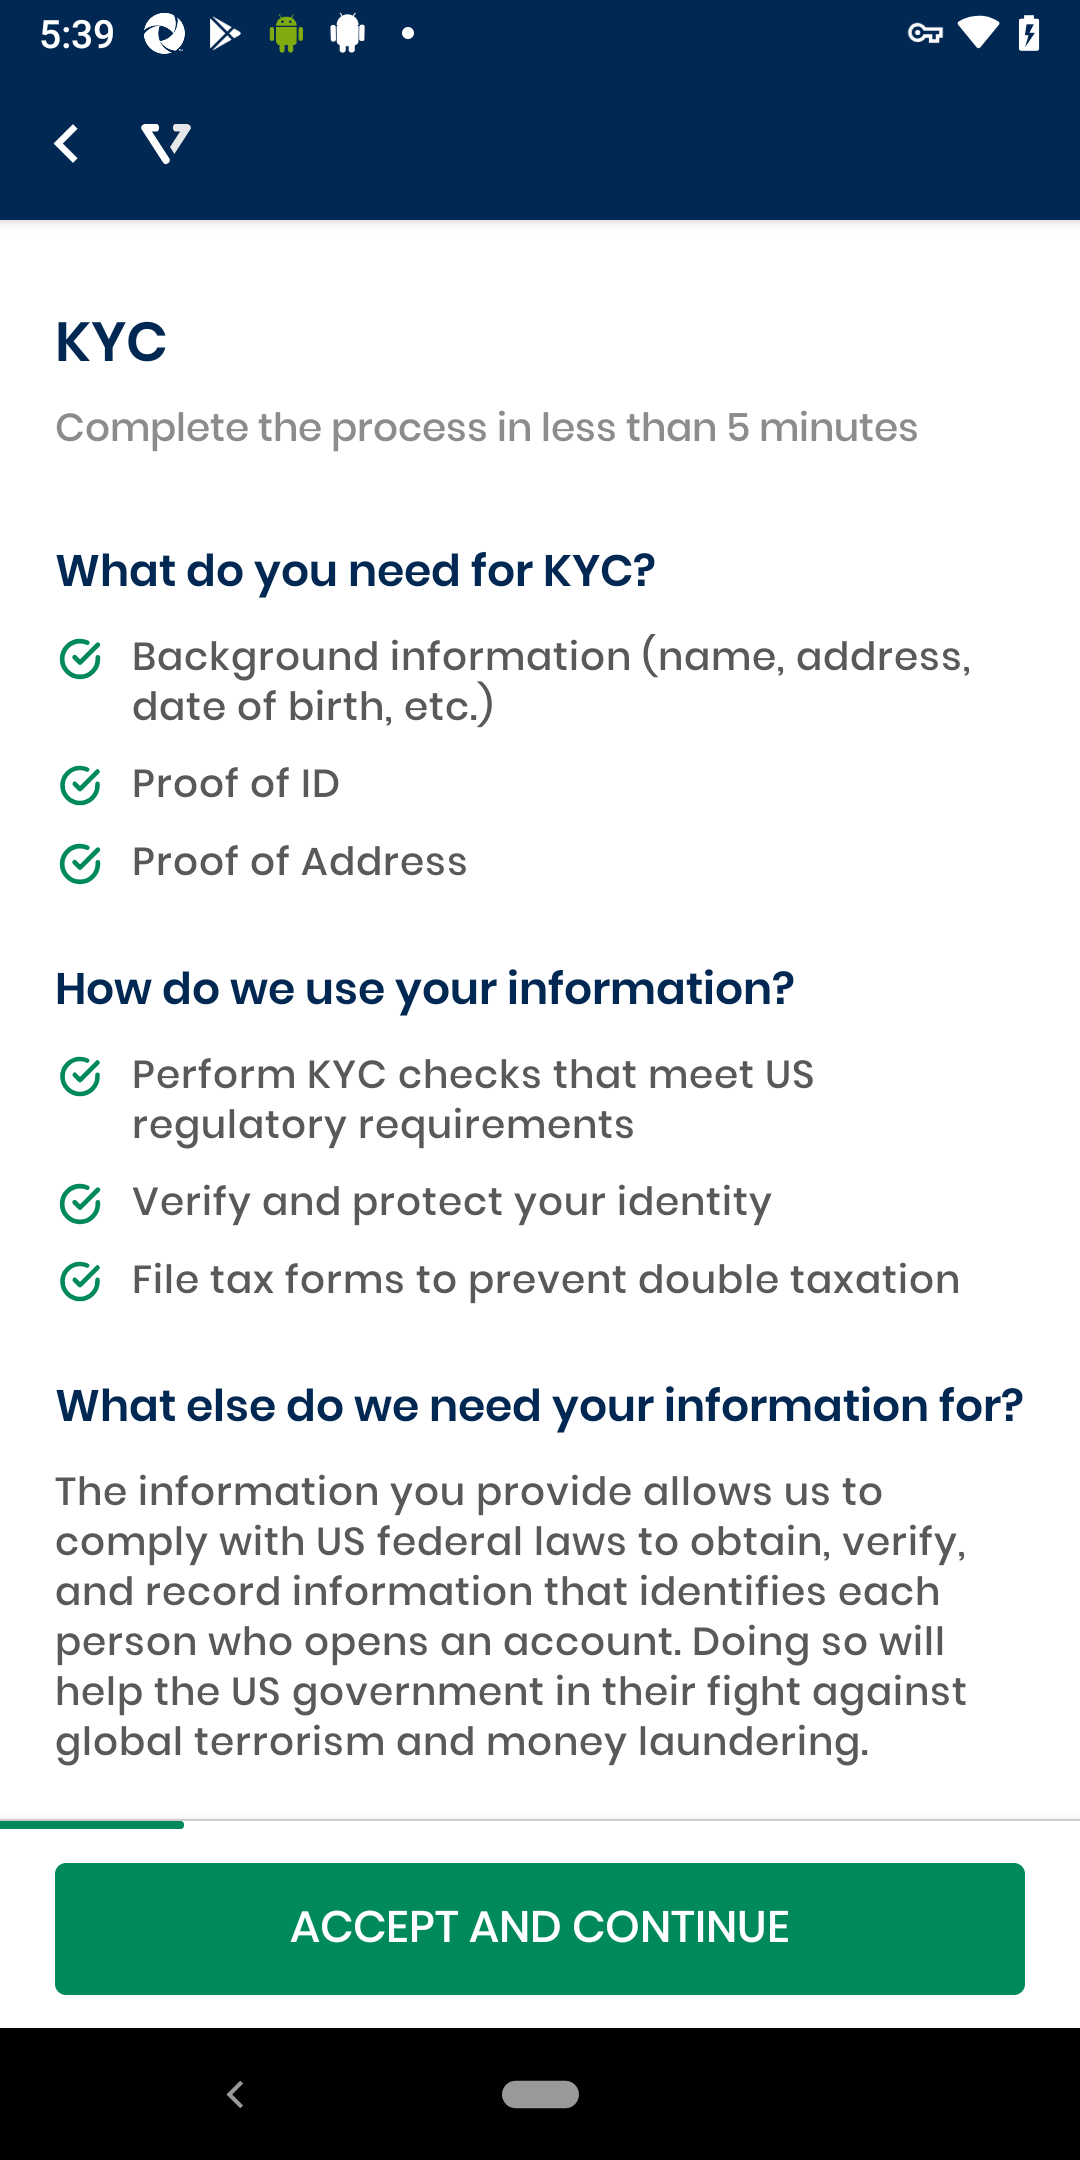 5:39
KYC
Complete the process in less than 5 minutes
What do you need for KYC?
Background information (name, address,
date of birth, etc.)
Proof of ID
Proof of Address
How do we use your information?
Perform KYC checks that meet US
regulatory requirements
Verify and protect your identity
File tax forms to prevent double taxation
What else do we need your information for?
The information you provide allows us to
comply with US federal laws to obtain, verify,
and record information that identifies each
person who opens an account. Doing so will
help the US government in their fight against
global terrorism and money laundering.
ACCEPT AND CONTINUE